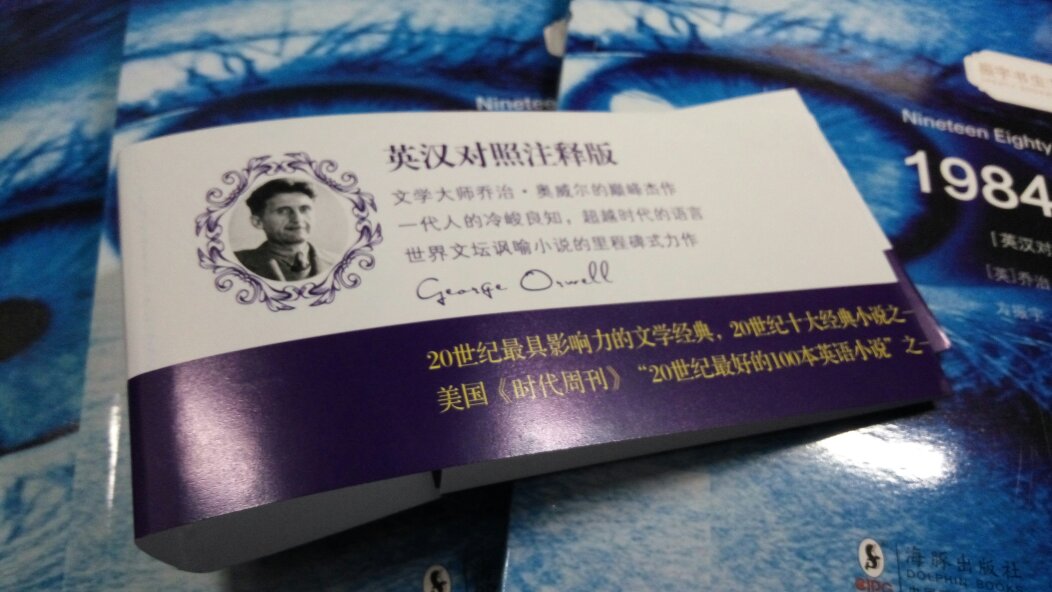 英汉对照注释版
文学大师乔治·奥威尔的巅峰杰作
一代人的冷峻良知，超越时代的语言
世界文坛讽喻小说的里程碑式力作
George Orwell
20世纪最具影响力的文学经典，20世纪十大经典小说之一
美国《时代周刊》“20世纪最好的100本英语小说”之一
Ninetee
Nineteen Eighty
1984
[英汉对
[英]乔治
海豚出版社
DOLPHIN BOOKS
CIPG